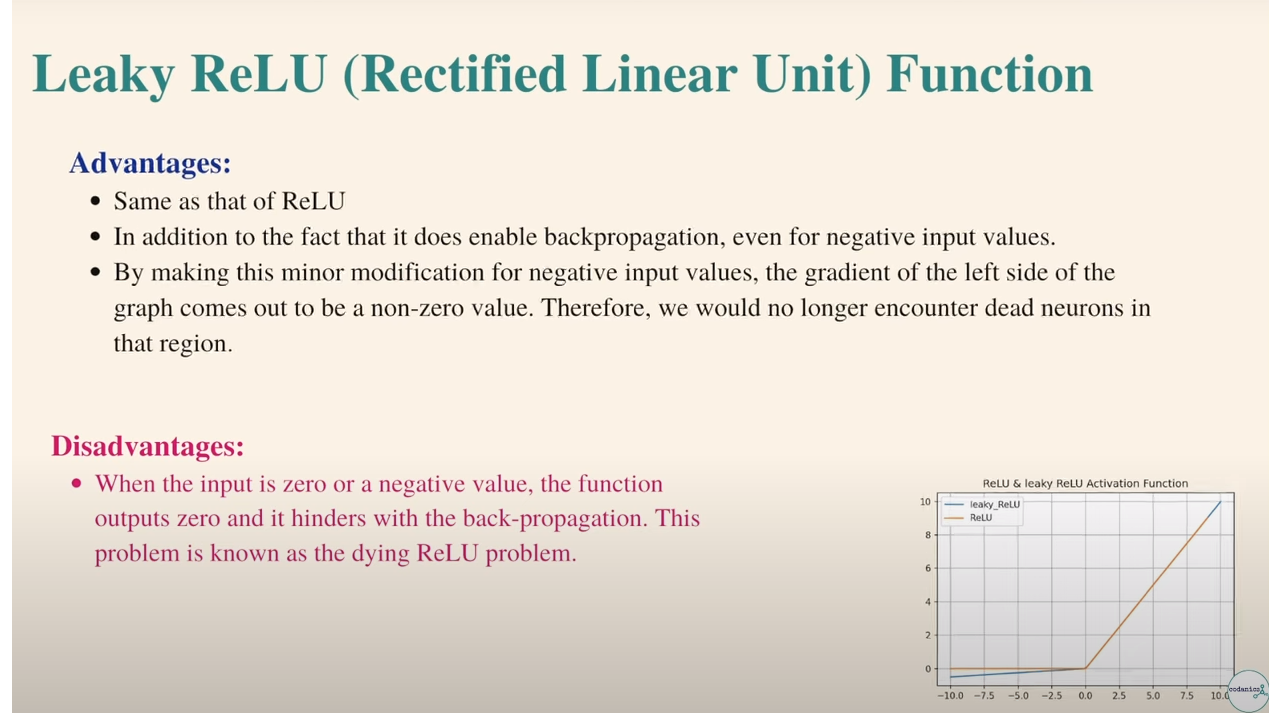 Leaky ReLU (Rectified Linear Unit) Function
Advantages:
• Same as that of ReLU
• In addition to the fact that it does enable backpropagation, even for negative input values.
• By making this minor modification for negative input values, the gradient of the left side of the
graph comes out to be a non-zero value. Therefore, we would no longer encounter dead neurons in
that region.
Disadvantages:
• When the input is zero or a negative value, the function
outputs zero and it hinders with the back-propagation. This
problem is known as the dying ReLU problem.
ReLU & leaky ReLU Activation Function
leaky_ReLU
ReLU
10
8
6
4
2
0
−10.0 −7.5 −5.0 −2.5 0.0 2.5 5.0 7.5 10.0
codanics